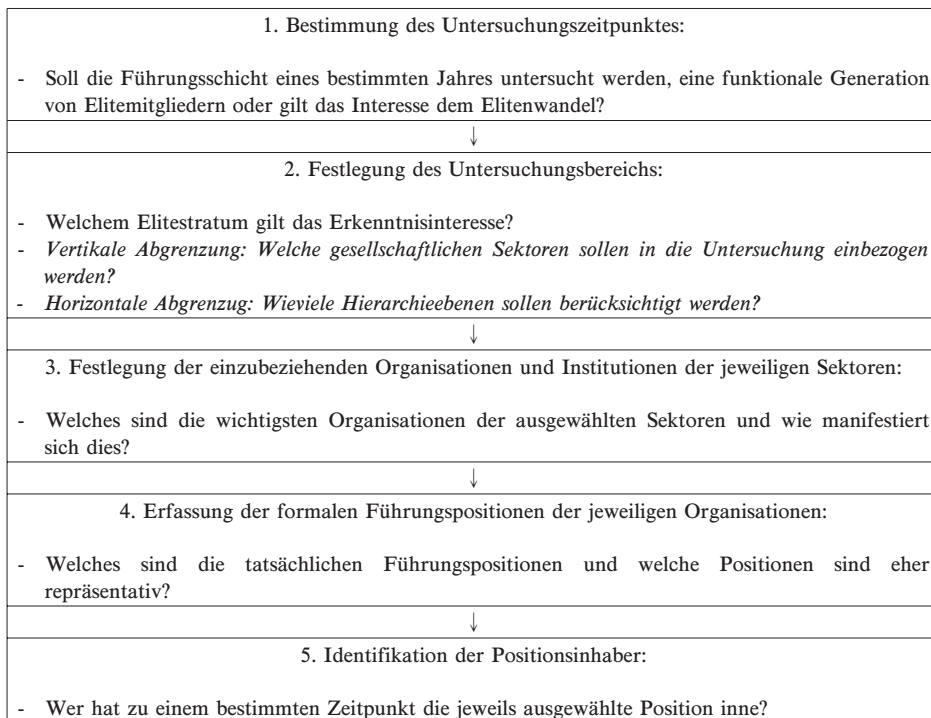 1. Bestimmung des Untersuchungszeitpunktes:
- Soll die Führungsschicht eines bestimmten Jahres untersucht werden, eine funktionale Generation
von Elitemitgliedern oder gilt das Interesse dem Elitenwandel?
↓
2. Festlegung des Untersuchungsbereichs:
- Welchem Elitestratum gilt das Erkenntnisinteresse?
- Vertikale Abgrenzung: Welche gesellschaftlichen Sektoren sollen in die Untersuchung einbezogen
werden?
- Horizontale Abgrenzug: Wieviele Hierarchieebenen sollen berücksichtigt werden?
↓
3. Festlegung der einzubeziehenden Organisationen und Institutionen der jeweiligen Sektoren:
- Welches sind die wichtigsten Organisationen der ausgewählten Sektoren und wie manifestiert
sich dies?
↓
4. Erfassung der formalen Führungspositionen der jeweiligen Organisationen:
- Welches sind die tatsächlichen Führungspositionen und welche Positionen sind eher
repräsentativ?
↓
5. Identifikation der Positionsinhaber:
- Wer hat zu einem bestimmten Zeitpunkt die jeweils ausgewählte Position inne?